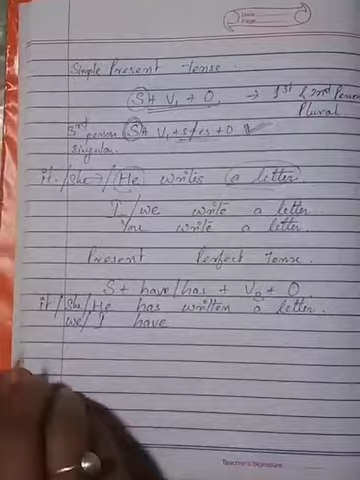 Date
Page
Simple Present Tense.
S + V1 + O → 1st & 2nd Person
Plural.
3rd person S + V1 + s/es + O
singular
it/she → / He writes a letter.
I/we write a letter.
You write a letter.
Present Perfect Tense.
S + have/has + V3 + O.
it/She/He has written a letter.
we/I have
Teacher's Signature